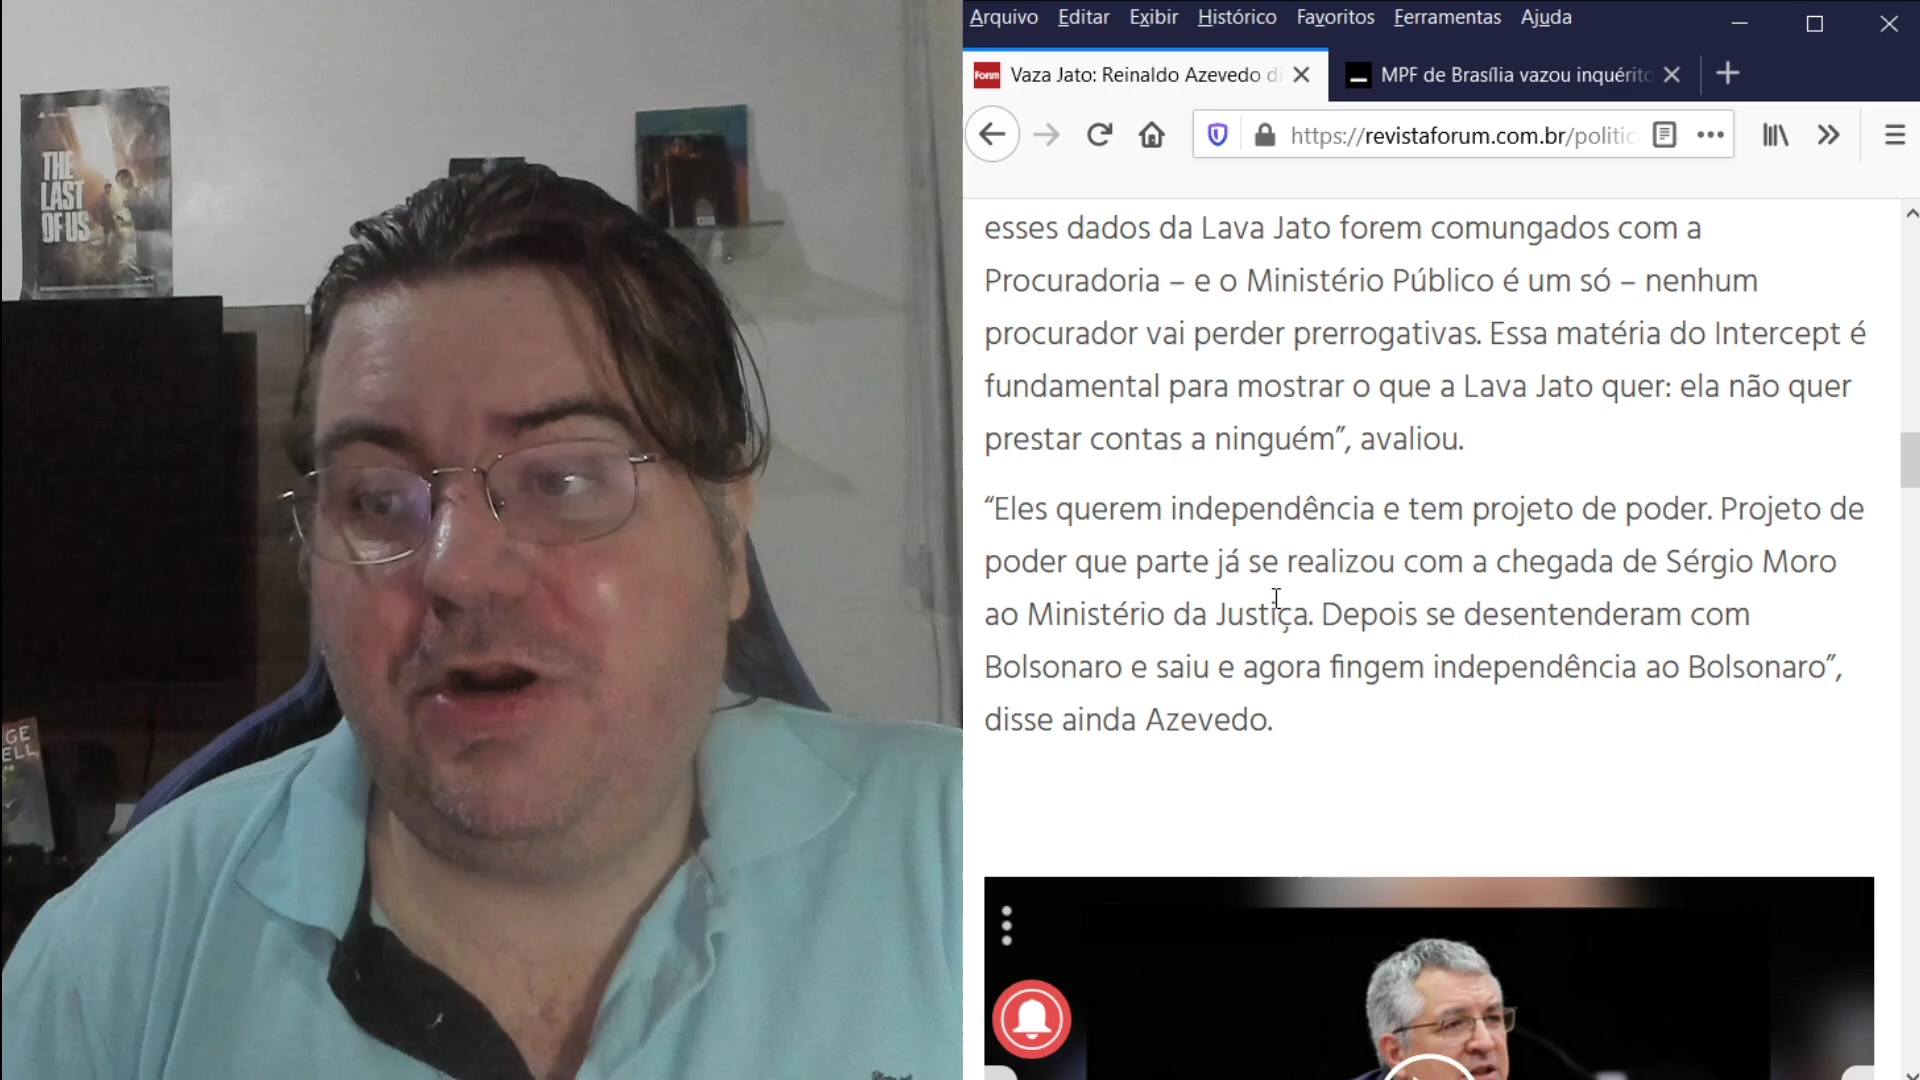 THE
LAST
OF US
GE
ELL
Arquivo Editar Exibir Histórico Favoritos Ferramentas Ajuda
Forum Vaza Jato: Reinaldo Azevedo di
MPF de Brasília vazou inquérito
https://revistaforum.com.br/politic
esses dados da Lava Jato forem comungados com a
Procuradoria – e o Ministério Público é um só – nenhum
procurador vai perder prerrogativas. Essa matéria do Intercept é
fundamental para mostrar o que a Lava Jato quer: ela não quer
prestar contas a ninguém”, avaliou.
“Eles querem independência e tem projeto de poder. Projeto de
poder que parte já se realizou com a chegada de Sérgio Moro
ao Ministério da Justiça. Depois se desentenderam com
Bolsonaro e saiu e agora fingem independência ao Bolsonaro”,
disse ainda Azevedo.